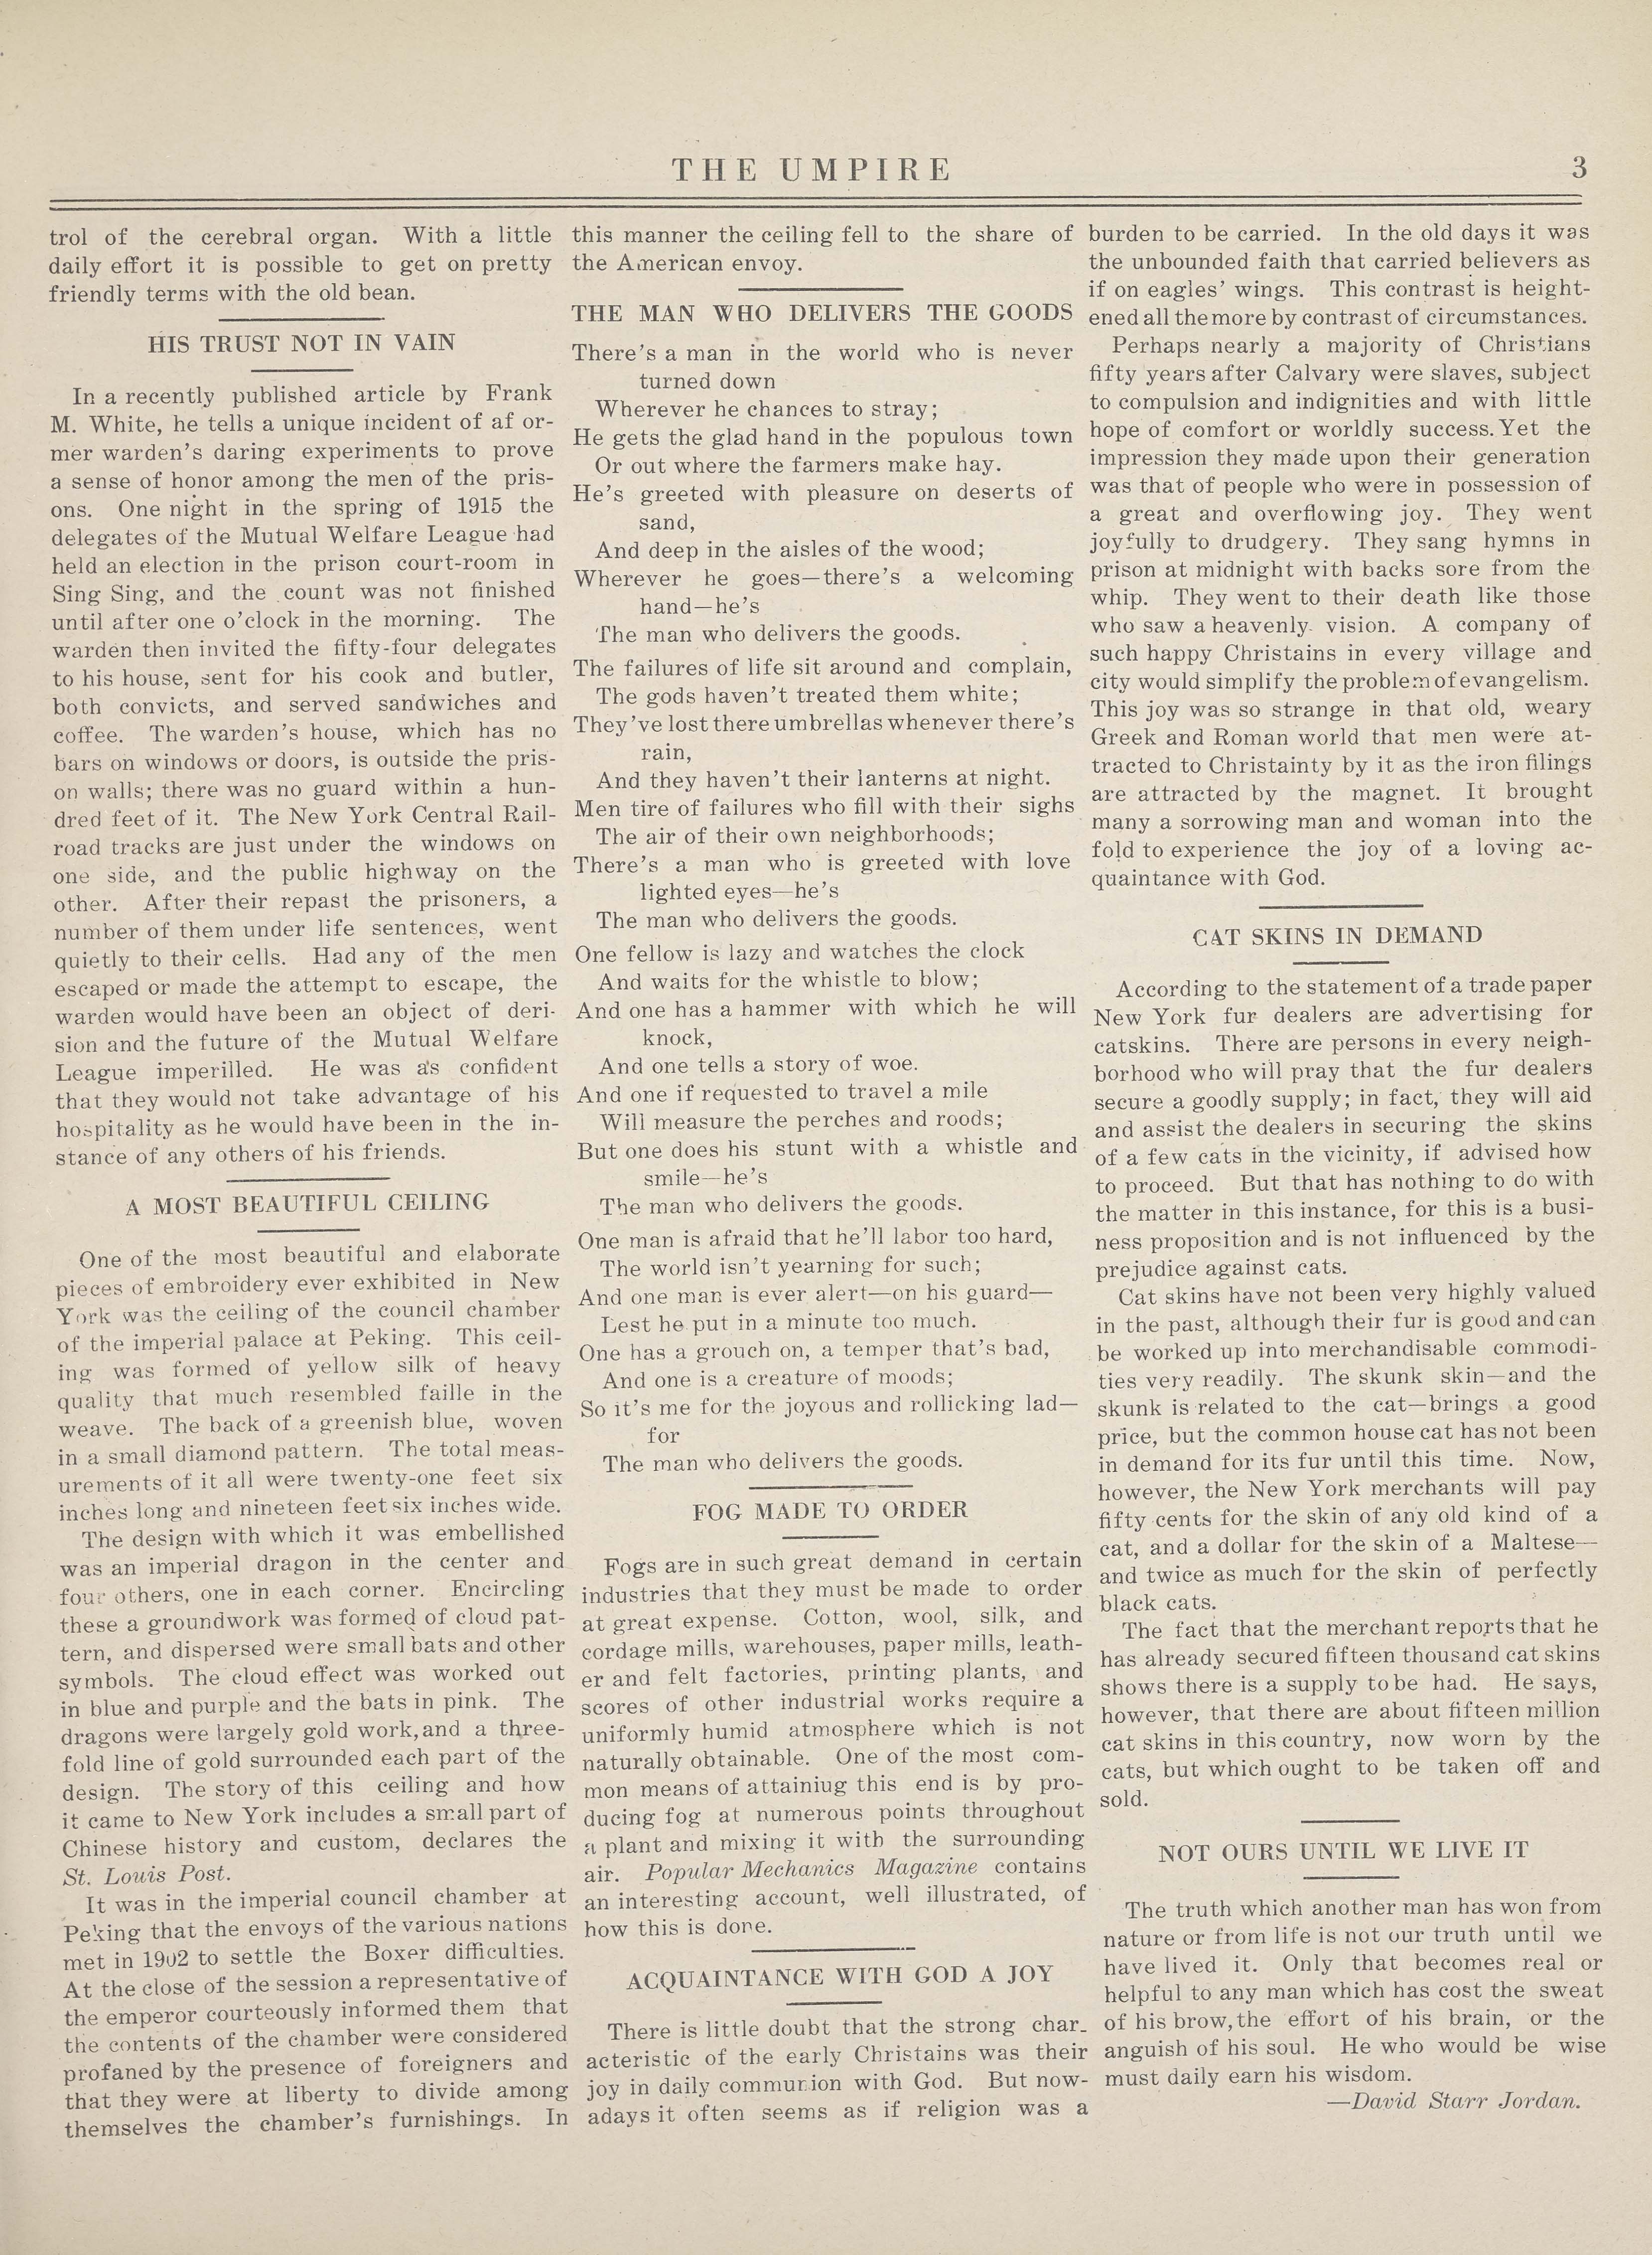 THE UMPIRE
3
trol of the cerebral organ. With a little
daily effort it is possible to get on pretty
friendly terms with the old bean.
HIS TRUST NOT IN VAIN
In a recently published article by Frank
M. White, he tells a unique incident of af or-
mer warden's daring experiments to prove
a sense of honor among the men of the pris-
ons. One night in the spring of 1915 the
delegates of the Mutual Welfare League had
held an election in the prison court-room in
Sing Sing, and the count was not finished
until after one o'clock in the morning. The
warden then invited the fifty-four delegates
to his house, sent for his cook and butler,
both convicts, and served sandwiches and
coffee. The warden's house, which has no
bars on windows or doors, is outside the pris-
on walls; there was no guard within a hun-
dred feet of it. The New York Central Rail-
road tracks are just under the windows on
one side, and the public highway on the
other. After their repast the prisoners, a
number of them under life sentences, went
quietly to their cells. Had any of the men
escaped or made the attempt to escape, the
warden would have been an object of deri-
sion and the future of the Mutual Welfare
League imperilled. He was as confident
that they would not take advantage of his
hospitality as he would have been in the in-
stance of any others of his friends.
A MOST BEAUTIFUL CEILING
One of the most beautiful and elaborate
pieces of embroidery ever exhibited in New
York was the ceiling of the council chamber
of the imperial palace at Peking. This ceil-
ing was formed of yellow silk of heavy
quality that much resembled faille in the
weave. The back of a greenish blue, woven
in a small diamond pattern. The total meas-
urements of it all were twenty-one feet six
inches long and nineteen feet six inches wide.
The design with which it was embellished
was an imperial dragon in the center and
four others, one in each corner. Encircling
these a groundwork was formed of cloud pat-
tern, and dispersed were small bats and other
symbols. The cloud effect was worked out
in blue and purple and the bats in pink. The
dragons were largely gold work, and a three-
fold line of gold surrounded each part of the
design. The story of this ceiling and how
it came to New York includes a small part of
Chinese history and custom, declares the
St. Louis Post.
It was in the imperial council chamber at
Peking that the envoys of the various nations
met in 1902 to settle the Boxer difficulties.
At the close of the session a representative of
the emperor courteously informed them that
the contents of the chamber were considered
profaned by the presence of foreigners and
that they were at liberty to divide among
themselves the chamber's furnishings. In
this manner the ceiling fell to the share of
the American envoy.
THE MAN WHO DELIVERS THE GOODS
There's a man in the world who is never
turned down
Wherever he chances to stray;
He gets the glad hand in the populous town
Or out where the farmers make hay.
He's greeted with pleasure on deserts of
sand,
And deep in the aisles of the wood;
Wherever he goes—there's a welcoming
hand—he's
The man who delivers the goods.
The failures of life sit around and complain,
The gods haven't treated them white;
They've lost there umbrellas whenever there's
rain,
And they haven't their lanterns at night.
Men tire of failures who fill with their sighs
The air of their own neighborhoods;
There's a man who is greeted with love
lighted eyes—he's
The man who delivers the goods.
One fellow is lazy and watches the clock
And waits for the whistle to blow;
And one has a hammer with which he will
knock,
And one tells a story of woe.
And one if requested to travel a mile
Will measure the perches and roods;
But one does his stunt with a whistle and
smile—he's
The man who delivers the goods.
One man is afraid that he'll labor too hard,
The world isn't yearning for such;
And one man is ever alert—on his guard—
Lest he put in a minute too much.
One has a grouch on, a temper that's bad,
And one is a creature of moods;
So it's me for the joyous and rollicking lad—
for
The man who delivers the goods.
FOG MADE TO ORDER
Fogs are in such great demand in certain
industries that they must be made to order
at great expense. Cotton, wool, silk, and
cordage mills, warehouses, paper mills, leath-
er and felt factories, printing plants, and
scores of other industrial works require a
uniformly humid atmosphere which is not
naturally obtainable. One of the most com-
mon means of attainiug this end is by pro-
ducing fog at numerous points throughout
a plant and mixing it with the surrounding
air. Popular Mechanics Magazine contains
an interesting account, well illustrated, of
how this is done.
ACQUAINTANCE WITH GOD A JOY
There is little doubt that the strong char-
acteristic of the early Christains was their
joy in daily communion with God. But now-
adays it often seems as if religion was a
burden to be carried. In the old days it was
the unbounded faith that carried believers as
if on eagles' wings. This contrast is height-
ened all the more by contrast of circumstances.
Perhaps nearly a majority of Christians
fifty years after Calvary were slaves, subject
to compulsion and indignities and with little
hope of comfort or worldly success. Yet the
impression they made upon their generation
was that of people who were in possession of
a great and overflowing joy. They went
joyfully to drudgery. They sang hymns in
prison at midnight with backs sore from the
whip. They went to their death like those
who saw a heavenly vision. A company of
such happy Christains in every village and
city would simplify the problem of evangelism.
This joy was so strange in that old, weary
Greek and Roman world that men were at-
tracted to Christainty by it as the iron filings
are attracted by the magnet. It brought
many a sorrowing man and woman into the
fold to experience the joy of a loving ac-
quaintance with God.
CAT SKINS IN DEMAND
According to the statement of a trade paper
New York fur dealers are advertising for
catskins. There are persons in every neigh-
borhood who will pray that the fur dealers
secure a goodly supply; in fact, they will aid
and assist the dealers in securing the skins
of a few cats in the vicinity, if advised how
to proceed. But that has nothing to do with
the matter in this instance, for this is a busi-
ness proposition and is not influenced by the
prejudice against cats.
Cat skins have not been very highly valued
in the past, although their fur is good and can
be worked up into merchandisable commodi-
ties very readily. The skunk skin—and the
skunk is related to the cat—brings a good
price, but the common house cat has not been
in demand for its fur until this time. Now,
however, the New York merchants will pay
fifty cents for the skin of any old kind of a
cat, and a dollar for the skin of a Maltese—
and twice as much for the skin of perfectly
black cats.
The fact that the merchant reports that he
has already secured fifteen thousand cat skins
shows there is a supply to be had. He says,
however, that there are about fifteen million
cat skins in this country, now worn by the
cats, but which ought to be taken off and
sold.
NOT OURS UNTIL WE LIVE IT
The truth which another man has won from
nature or from life is not our truth until we
have lived it. Only that becomes real or
helpful to any man which has cost the sweat
of his brow, the effort of his brain, or the
anguish of his soul. He who would be wise
must daily earn his wisdom.
—David Starr Jordan.